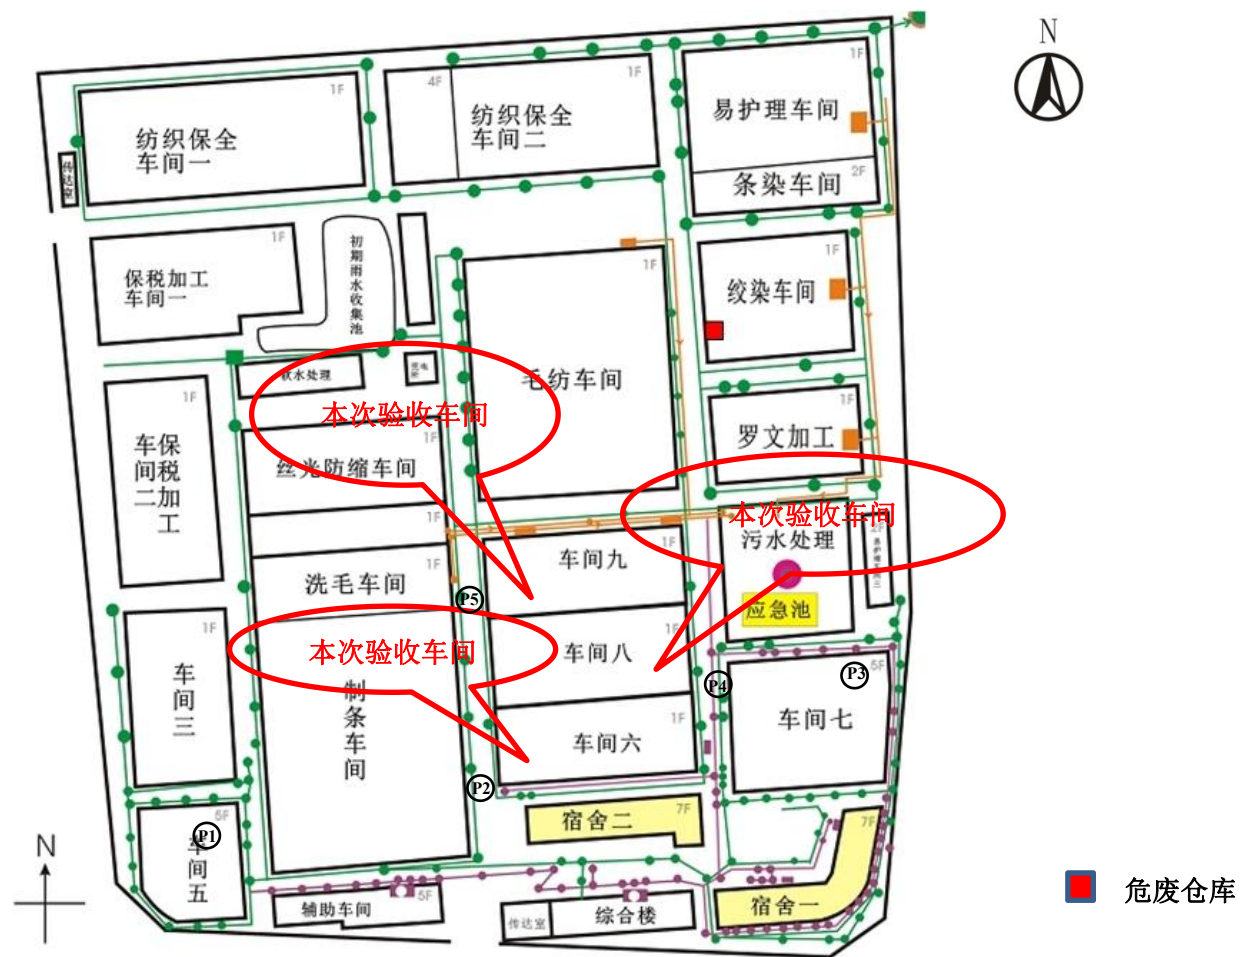 N
1F
4F
1F
1F
纺织保全
车间一
纺织保全
车间二
易护理车间
传达室
2F
条染车间
1F
保税加工
车间一
初期雨水收集池
1F
1F
绞染车间
软水处理
毛纺车间
1F
保税加工
车间二
本次验收车间
1F
丝光防缩车间
1F
罗文加工
1F
本次验收车间
污水处理
1F
洗毛车间
1F
车间九
应急池
P5
1F
车间三
本次验收车间
1F
车间八
P4
P3
5F
制条车间
1F
车间六
车间七
P2
5F
P1
车间五
7F
宿舍二
7F
宿舍一
N
5F
辅助车间
传达室
综合楼
危废仓库